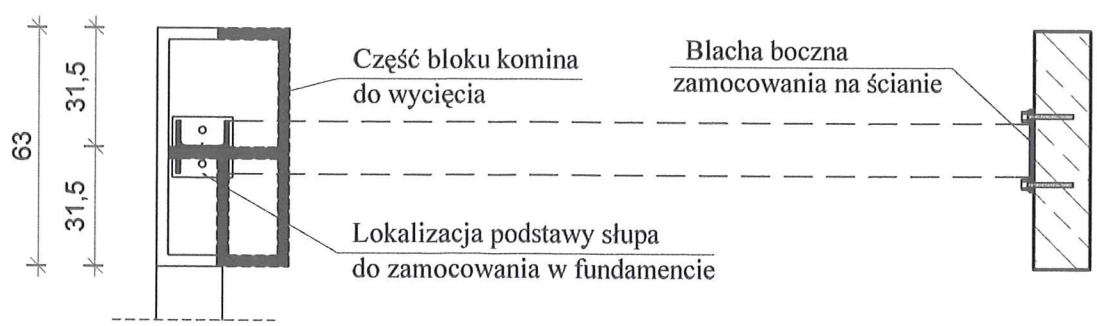 63
31,5
31,5
Część bloku komina
do wycięcia
Blacha boczna
zamocowania na ścianie
Lokalizacja podstawy słupa
do zamocowania w fundamencie